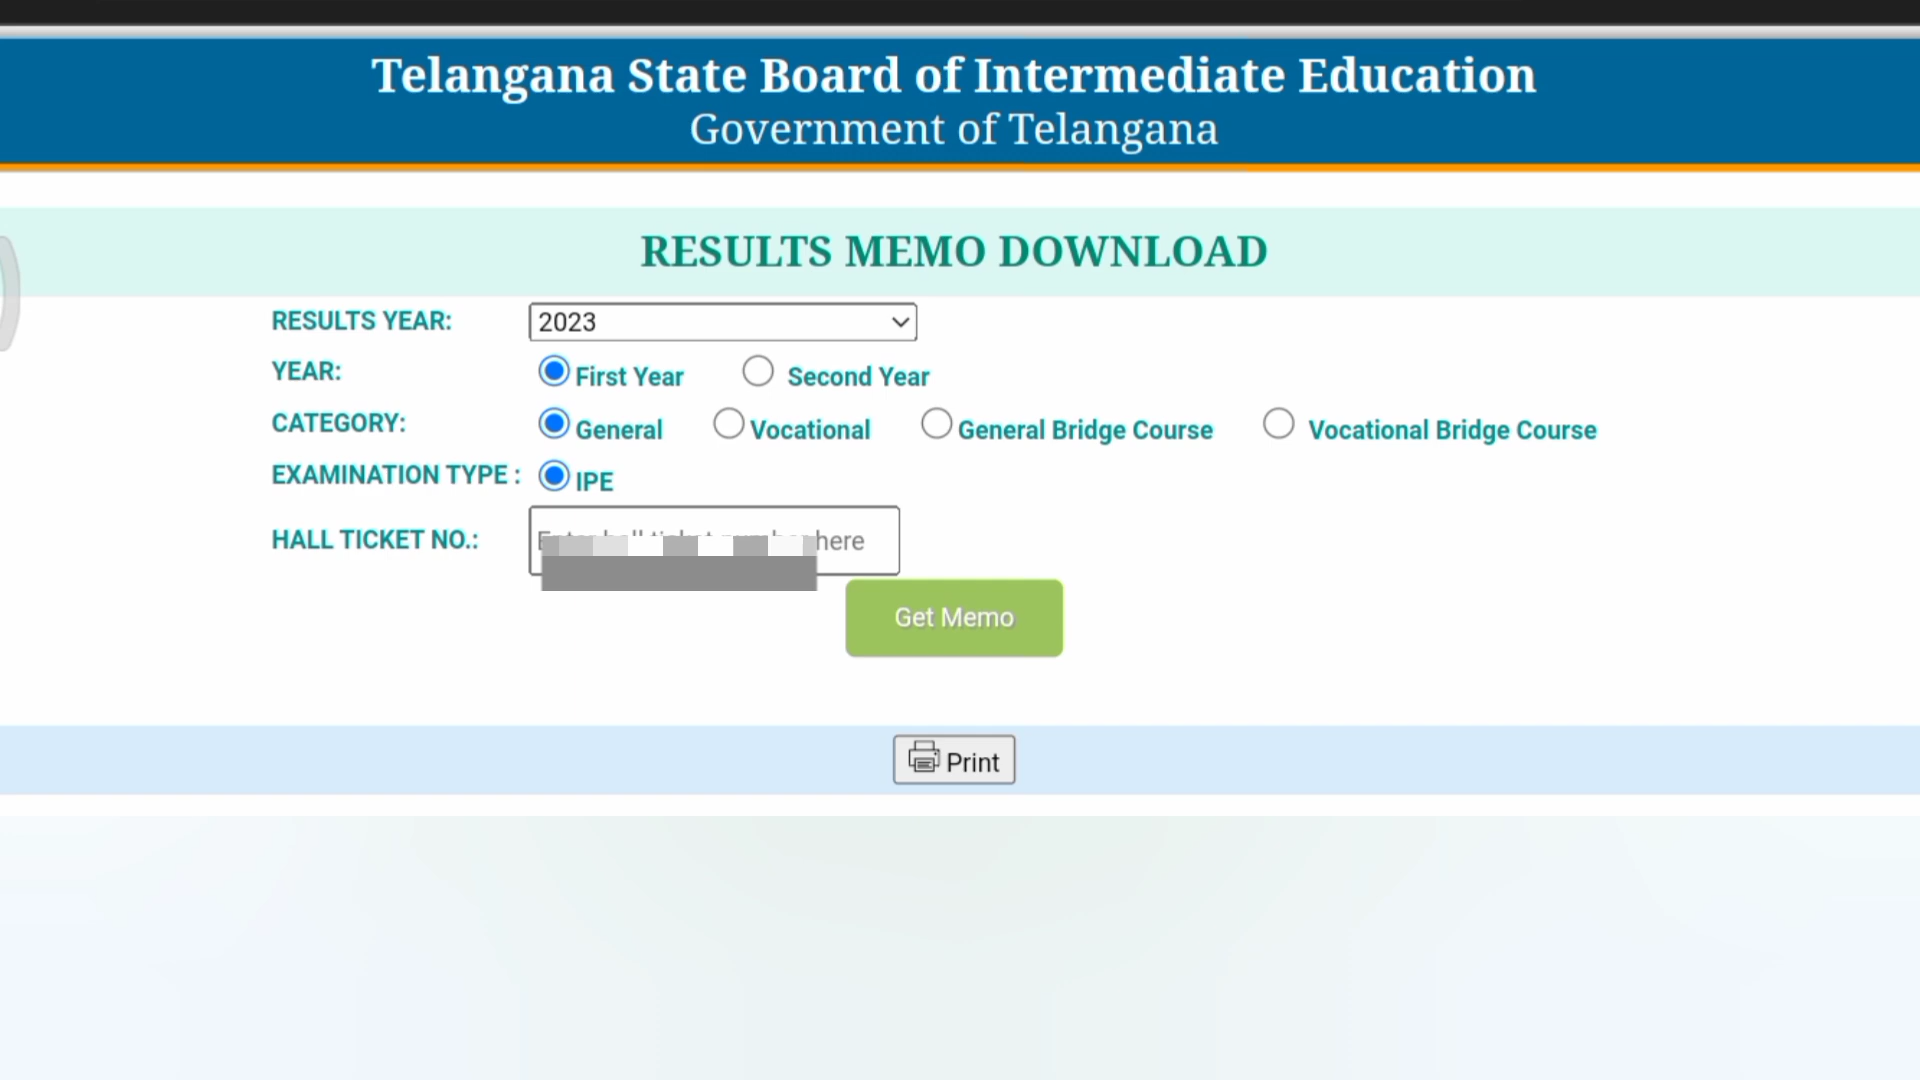 Telangana State Board of Intermediate Education
Government of Telangana
RESULTS MEMO DOWNLOAD
RESULTS YEAR: 2023
YEAR: First Year Second Year
CATEGORY: General Vocational General Bridge Course Vocational Bridge Course
EXAMINATION TYPE : IPE
HALL TICKET NO.: here
Get Memo
Print